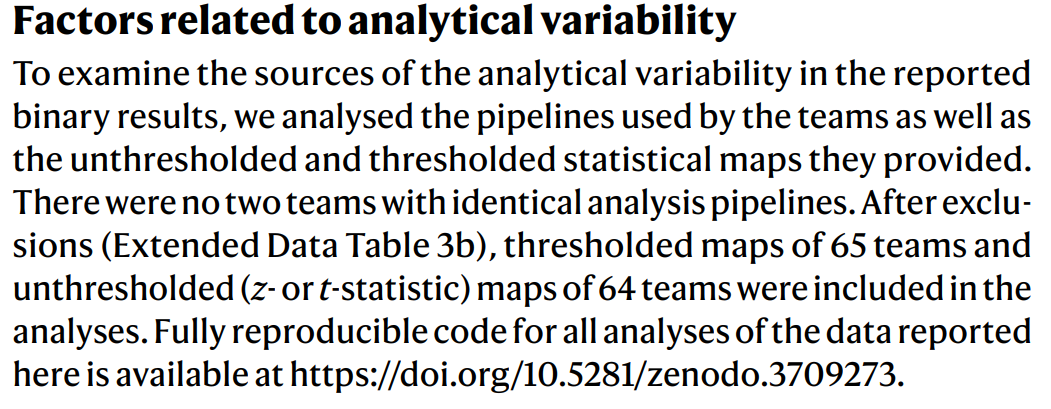 Factors related to analytical variability
To examine the sources of the analytical variability in the reported
binary results, we analysed the pipelines used by the teams as well as
the unthresholded and thresholded statistical maps they provided.
There were no two teams with identical analysis pipelines. After exclu-
sions (Extended Data Table 3b), thresholded maps of 65 teams and
unthresholded (z- or t-statistic) maps of 64 teams were included in the
analyses. Fully reproducible code for all analyses of the data reported
here is available at https://doi.org/10.5281/zenodo.3709273.